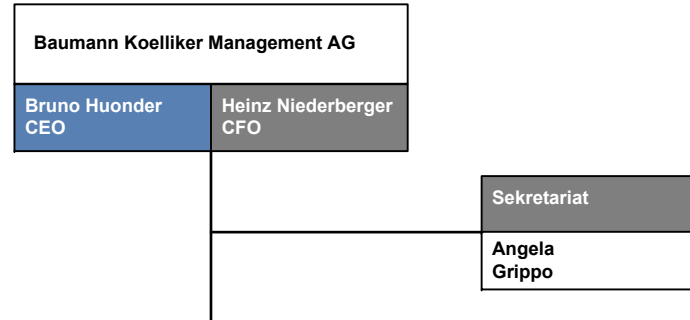 Baumann Koelliker Management AG
Bruno Huonder
CEO
Heinz Niederberger
CFO
Sekretariat
Angela
Grippo